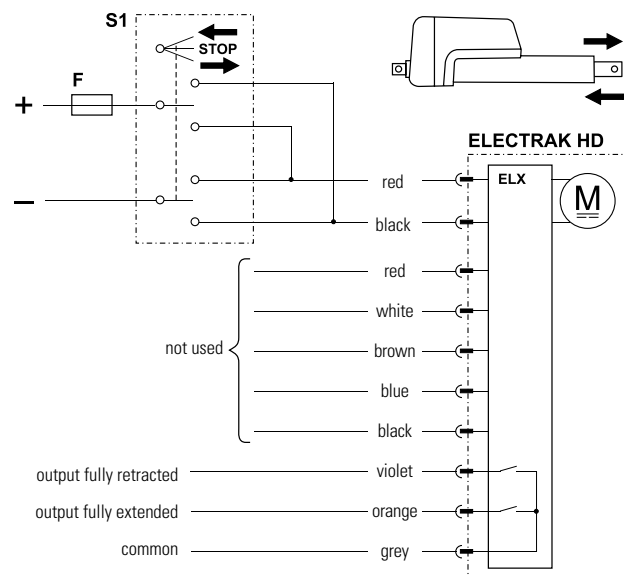 S1
STOP
F
+
–
ELECTRAK HD
ELX
M
red
black
red
white
not used
brown
blue
black
output fully retracted
violet
output fully extended
orange
common
grey